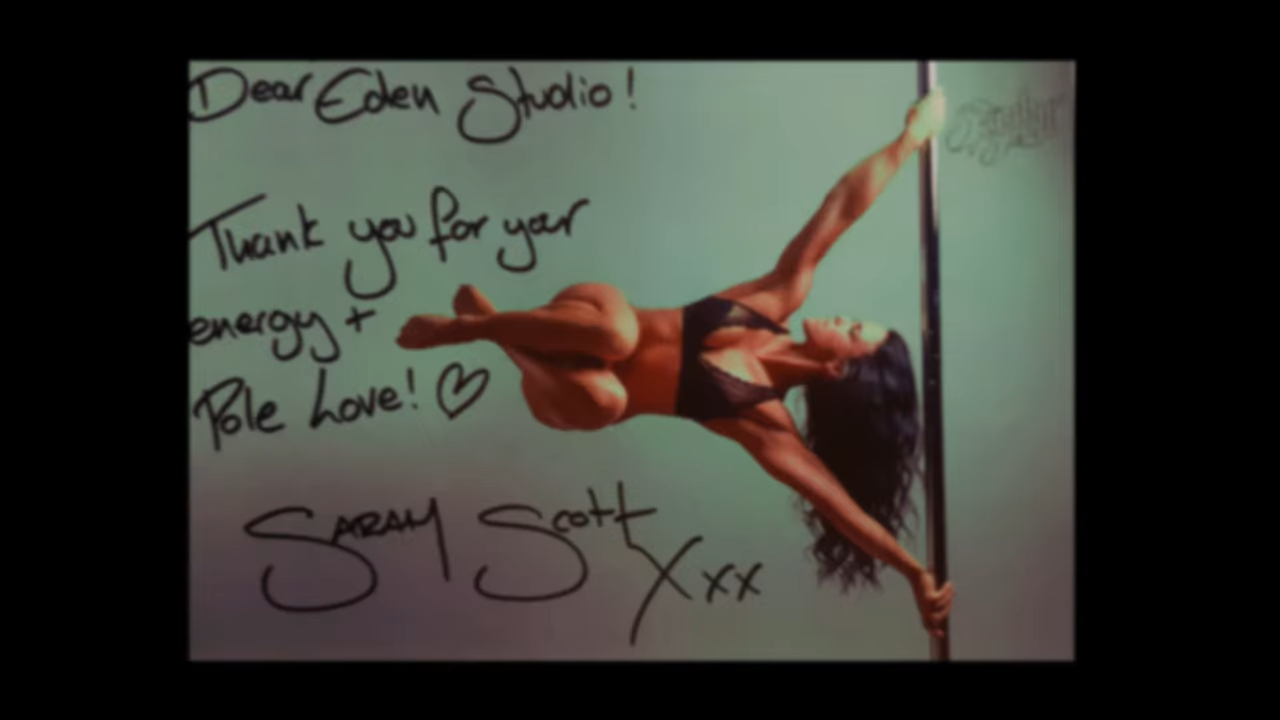 Dear Eden Studio!
Thank you for your
energy +
Pole Love!
SARAH Scott
Xxx